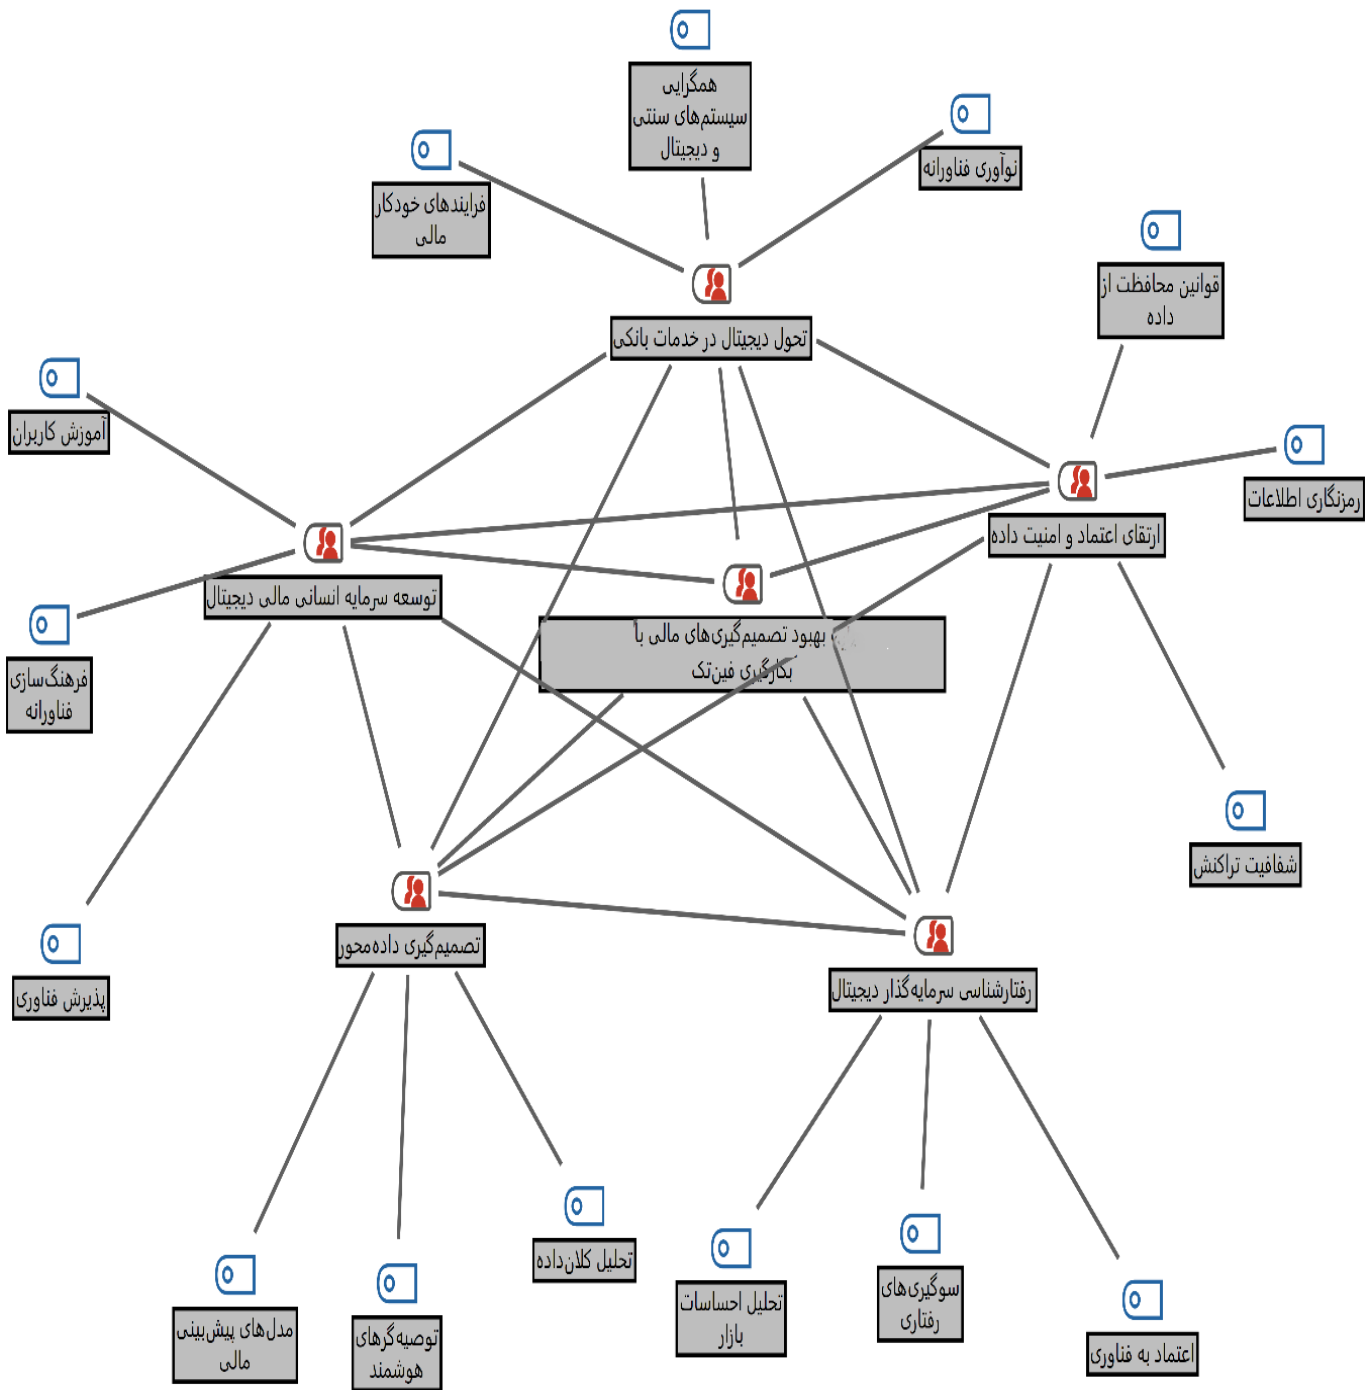 همگرایی
سیستم‌های سنتی
و دیجیتال
نوآوری فناورانه
فرایندهای خودکار
مالی
قوانین محافظت از
داده
تحول دیجیتال در خدمات بانکی
آموزش کاربران
رمزنگاری اطلاعات
ارتقای اعتماد و امنیت داده
توسعه سرمایه انسانی مالی دیجیتال
بهبود تصمیم‌گیری‌های مالی با
بکارگیری فین‌تک
فرهنگ‌سازی
فناورانه
شفافیت تراکنش
تصمیم‌گیری داده‌محور
رفتارشناسی سرمایه‌گذار دیجیتال
پذیرش فناوری
تحلیل کلان‌داده
سوگیری‌های
رفتاری
تحلیل احساسات
بازار
مدل‌های پیش‌بینی
مالی
توصیه‌گرهای
هوشمند
اعتماد به فناوری